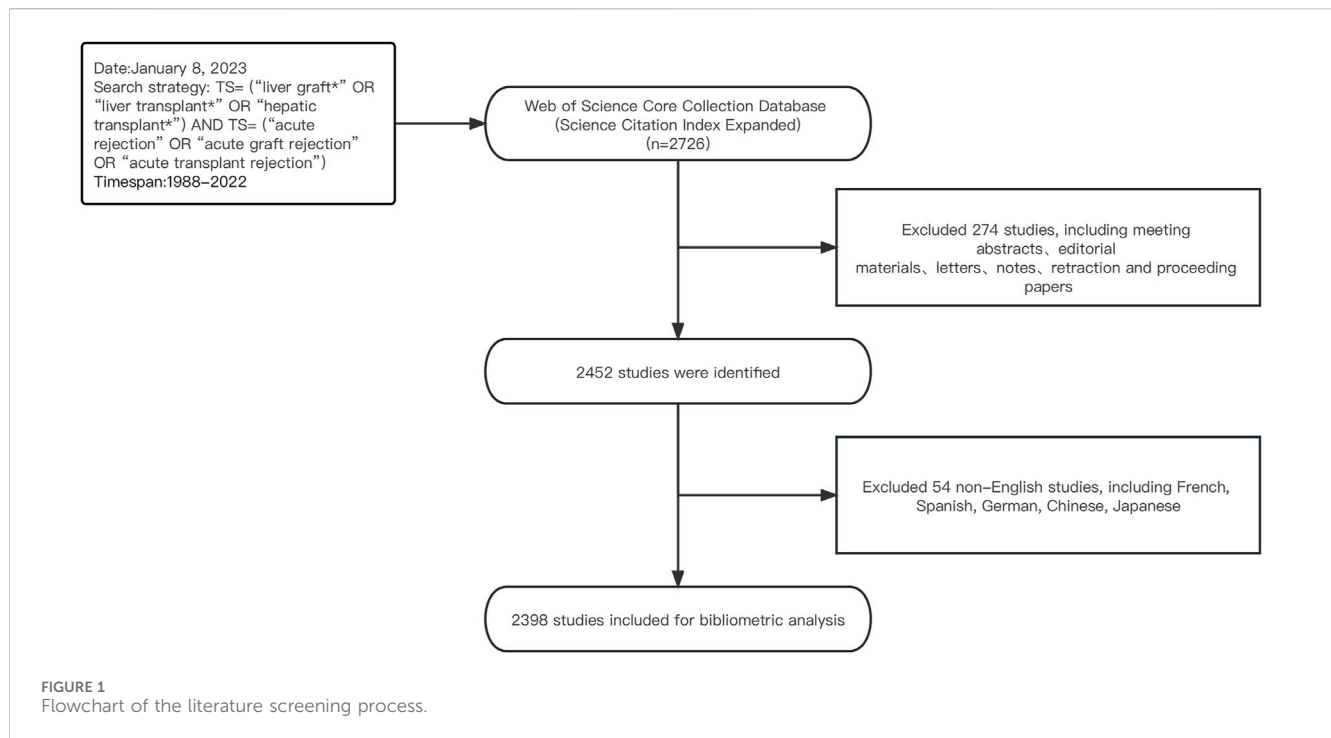 Date:January 8, 2023
Search strategy: TS= (“liver graft*” OR
“liver transplant*” OR “hepatic
transplant*”) AND TS= (“acute
rejection” OR “acute graft rejection”
OR “acute transplant rejection”)
Timespan:1988–2022
Web of Science Core Collection Database
(Science Citation Index Expanded)
(n=2726)
Excluded 274 studies, including meeting
abstracts、editorial
materials、letters、notes、retraction and proceeding
papers
2452 studies were identified
Excluded 54 non–English studies, including French,
Spanish, German, Chinese, Japanese
2398 studies included for bibliometric analysis
FIGURE 1
Flowchart of the literature screening process.